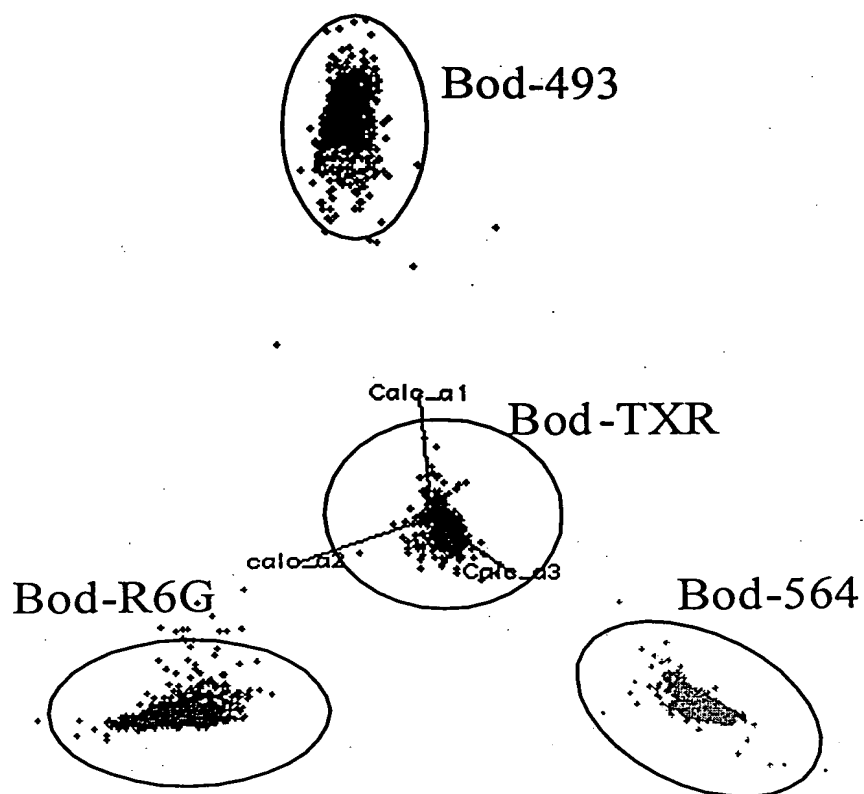 Bod-493
Calc_a1
Bod-TXR
calc_a2
Calc_a3
Bod-R6G
Bod-564